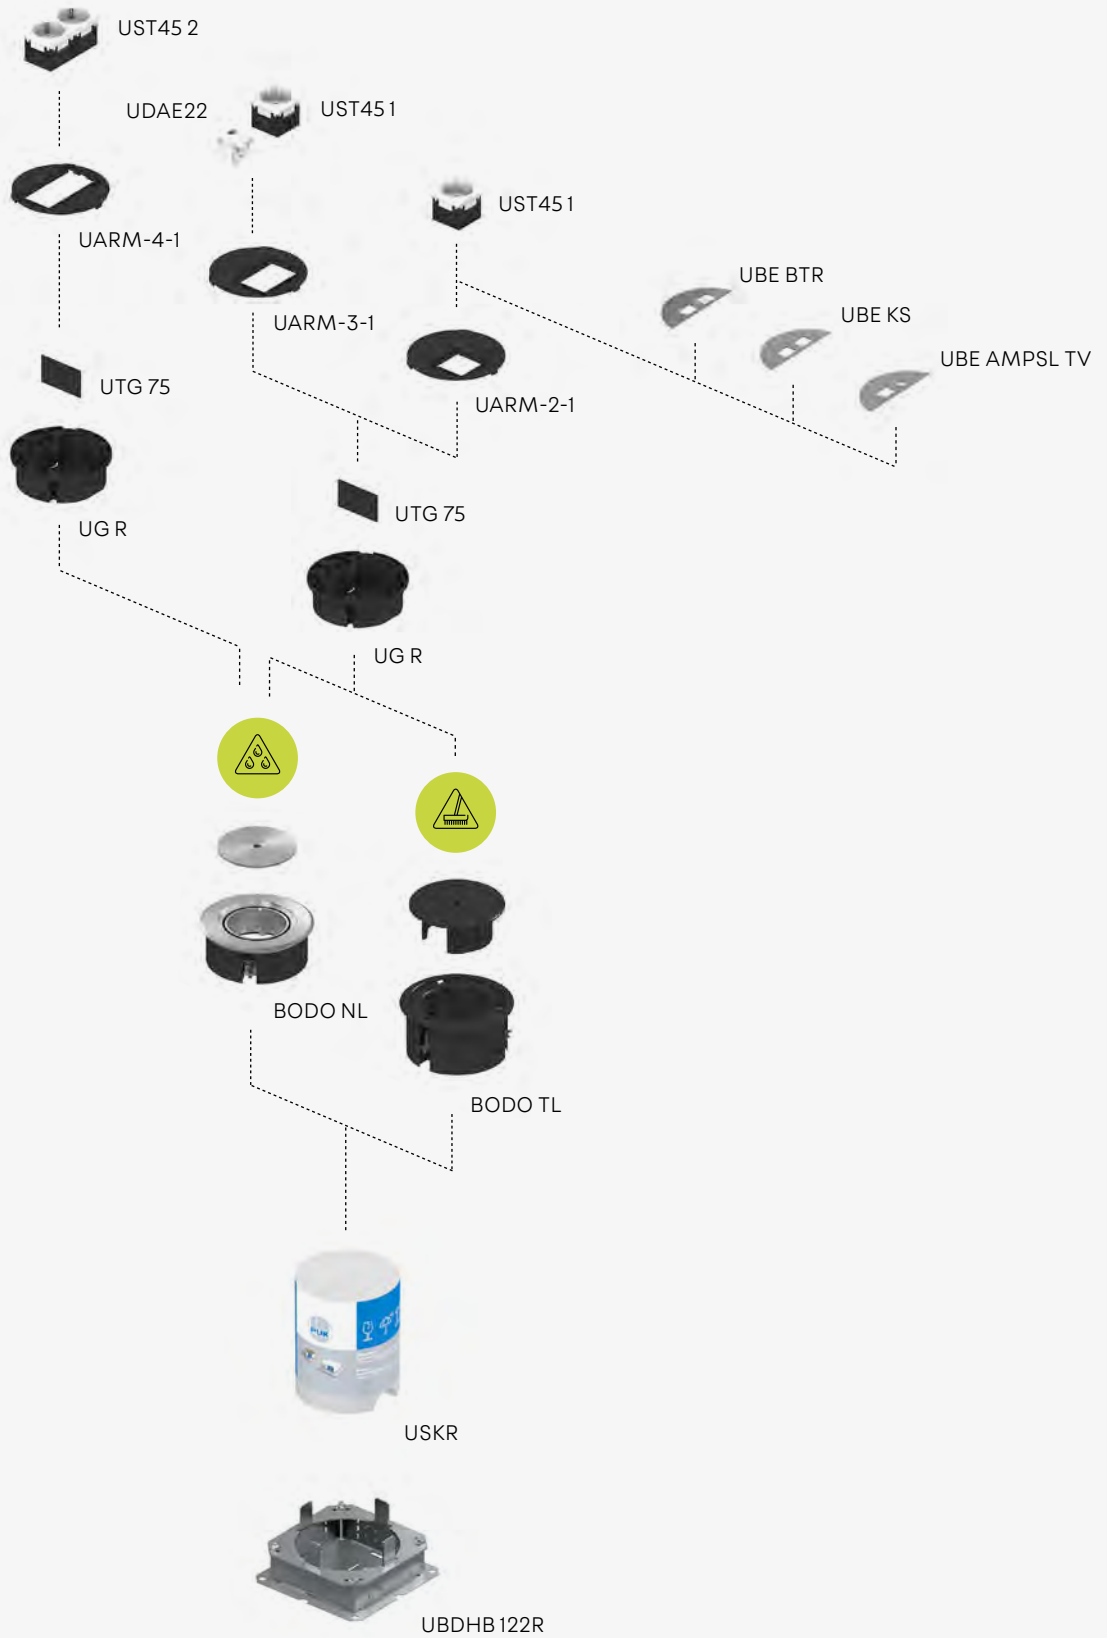 UST45 2
UDAE22
UST45 1
UST45 1
UARM-4-1
UBE BTR
UARM-3-1
UBE KS
UBE AMPSL TV
UTG 75
UARM-2-1
UG R
UTG 75
UG R
BODO NL
BODO TL
PUK
USKR
UBDHB 122R